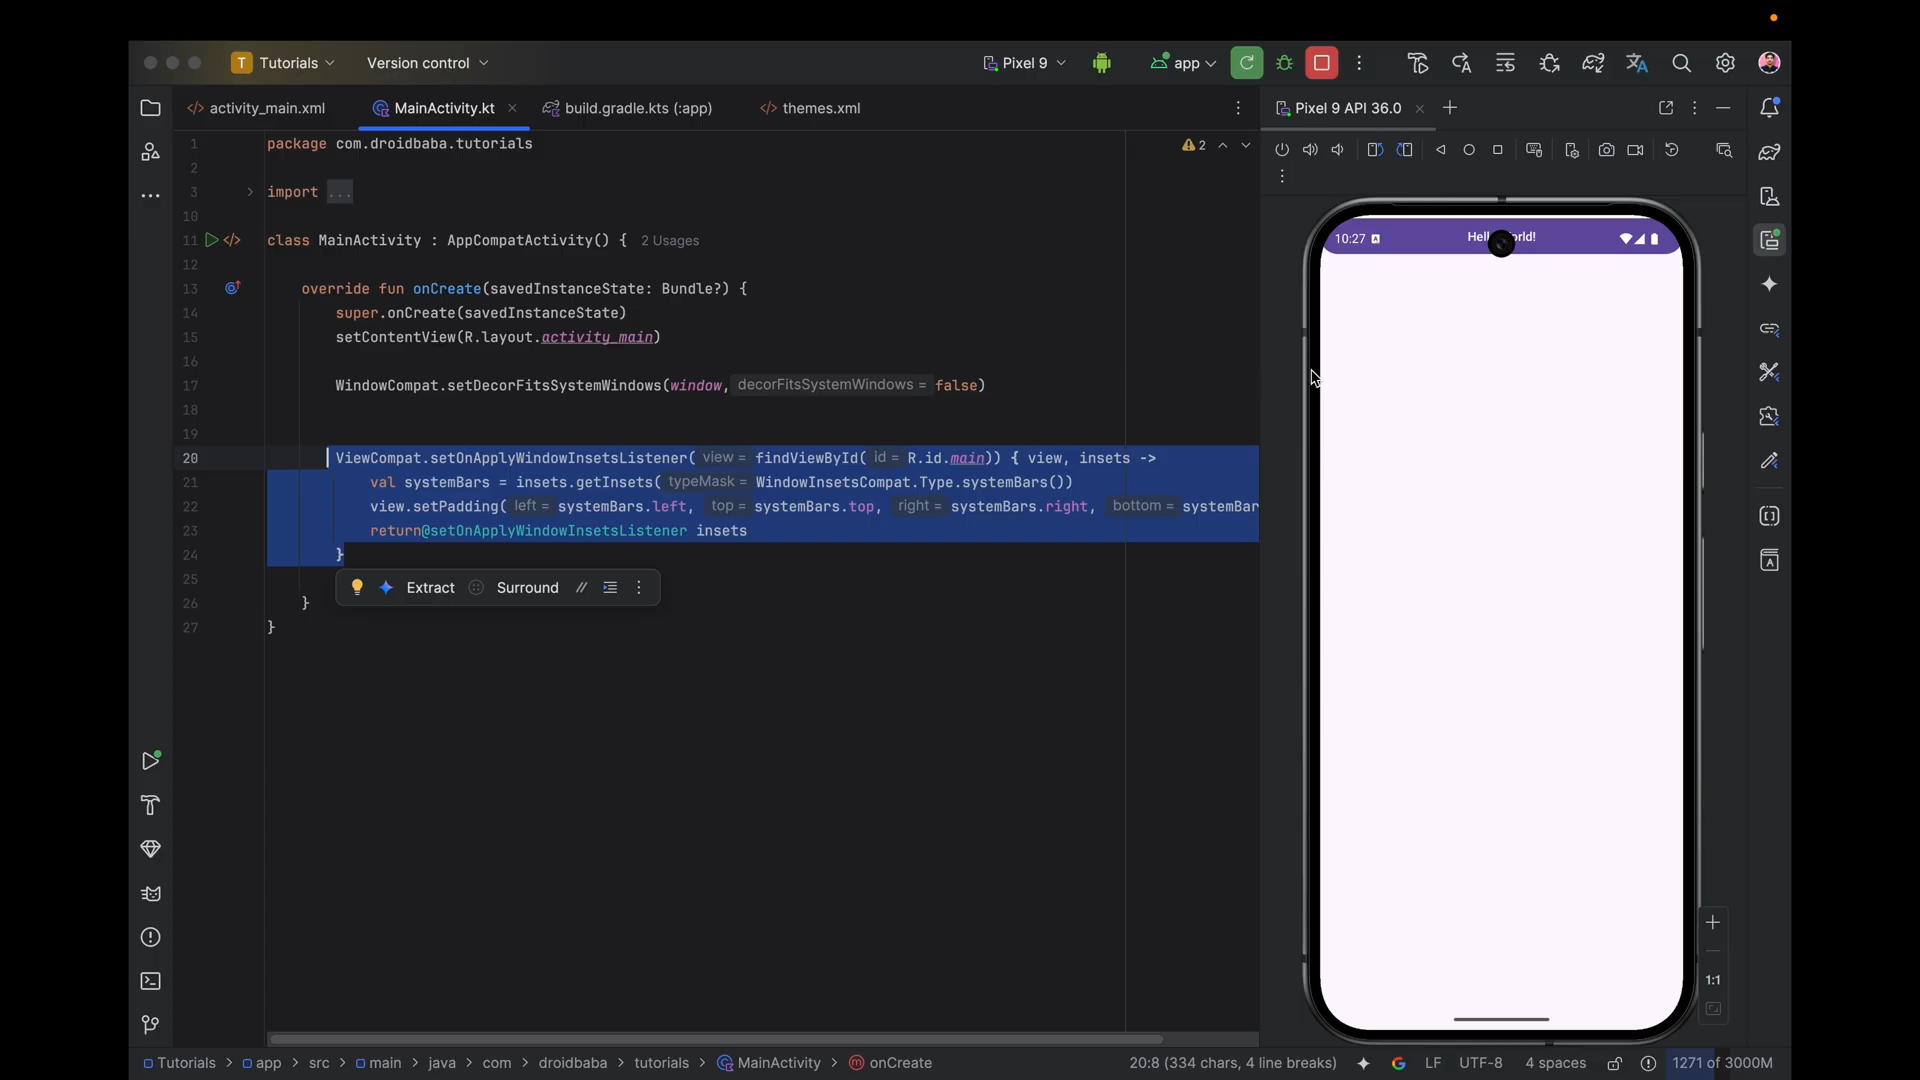 T Tutorials Version control Pixel 9 app
activity_main.xml MainActivity.kt build.gradle.kts (:app) themes.xml Pixel 9 API 36.0
1 package com.droidbaba.tutorials
2
3 import ...
10
11 class MainActivity : AppCompatActivity() { 2 Usages
12
13 override fun onCreate(savedInstanceState: Bundle?) {
14 super.onCreate(savedInstanceState)
15 setContentView(R.layout.activity_main)
16
17 WindowCompat.setDecorFitsSystemWindows(window, decorFitsSystemWindows = false)
18
19
20 ViewCompat.setOnApplyWindowInsetsListener( view = findViewById( id = R.id.main)) { view, insets ->
21 val systemBars = insets.getInsets( typeMask = WindowInsetsCompat.Type.systemBars())
22 view.setPadding( left = systemBars.left, top = systemBars.top, right = systemBars.right, bottom = systemBar
23 return@setOnApplyWindowInsetsListener insets
24 }
25
26 }
27 }
2
Extract Surround
10:27 A
1:1
Tutorials > app > src > main > java > com > droidbaba > tutorials > MainActivity > onCreate
20:8 (334 chars, 4 line breaks) LF UTF-8 4 spaces 1271 of 3000M